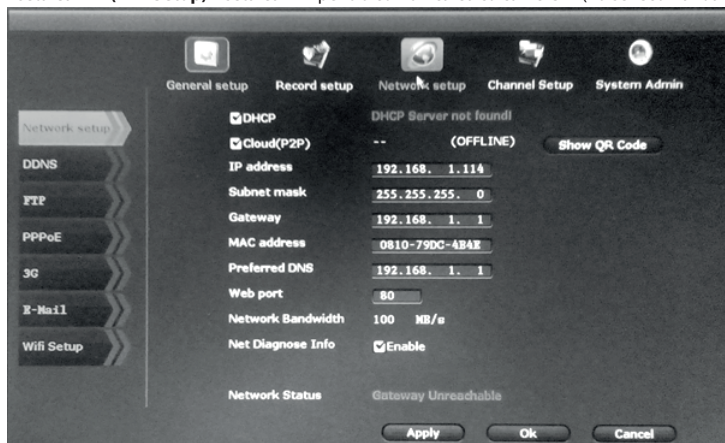 General setup Record setup Network setup Channel Setup System Admin
Network setup
DDNS
FTP
PPPoE
3G
E-Mail
Wifi Setup
DHCP DHCP Server not found!
Cloud(P2P) -- (OFFLINE) Show QR Code
IP address 192.168. 1.114
Subnet mask 255.255.255. 0
Gateway 192.168. 1. 1
MAC address 0810-79DC-4B4E
Preferred DNS 192.168. 1. 1
Web port 80
Network Bandwidth 100 MB/s
Net Diagnose Info Enable
Network Status Gateway Unreachable
Apply Ok Cancel